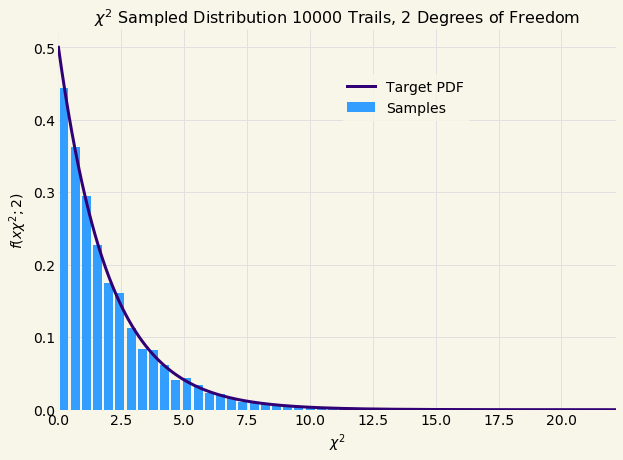 χ² Sampled Distribution 10000 Trails, 2 Degrees of Freedom
0.5
0.4
0.3
0.2
0.1
0.0
f(xχ²; 2)
Target PDF
Samples
0.0 2.5 5.0 7.5 10.0 12.5 15.0 17.5 20.0
χ²